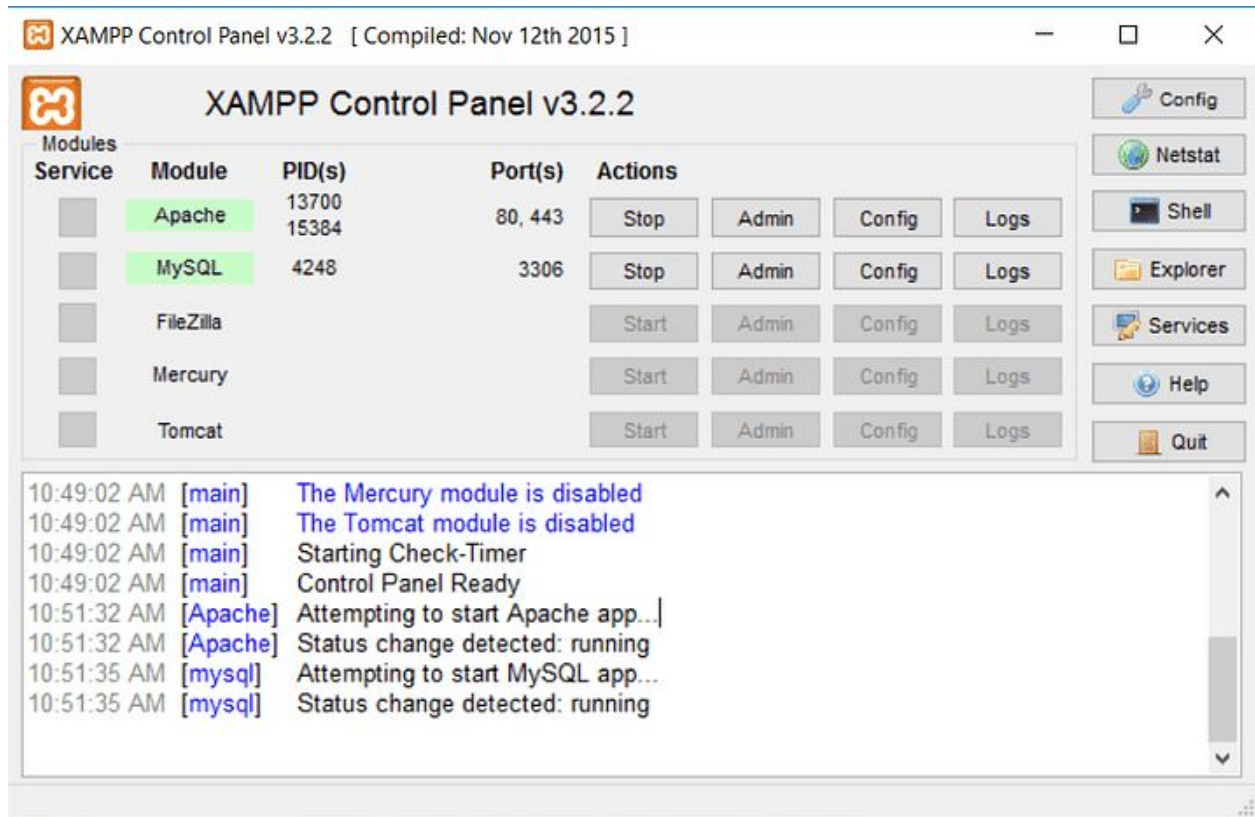 XAMPP Control Panel v3.2.2 [ Compiled: Nov 12th 2015 ]
XAMPP Control Panel v3.2.2
Modules
Service Module PID(s) Port(s) Actions
Apache 13700 15384 80, 443 Stop Admin Config Logs
MySQL 4248 3306 Stop Admin Config Logs
FileZilla Start Admin Config Logs
Mercury Start Admin Config Logs
Tomcat Start Admin Config Logs
Config
Netstat
Shell
Explorer
Services
Help
Quit
10:49:02 AM [main] The Mercury module is disabled
10:49:02 AM [main] The Tomcat module is disabled
10:49:02 AM [main] Starting Check-Timer
10:49:02 AM [main] Control Panel Ready
10:51:32 AM [Apache] Attempting to start Apache app...
10:51:32 AM [Apache] Status change detected: running
10:51:35 AM [mysql] Attempting to start MySQL app...
10:51:35 AM [mysql] Status change detected: running